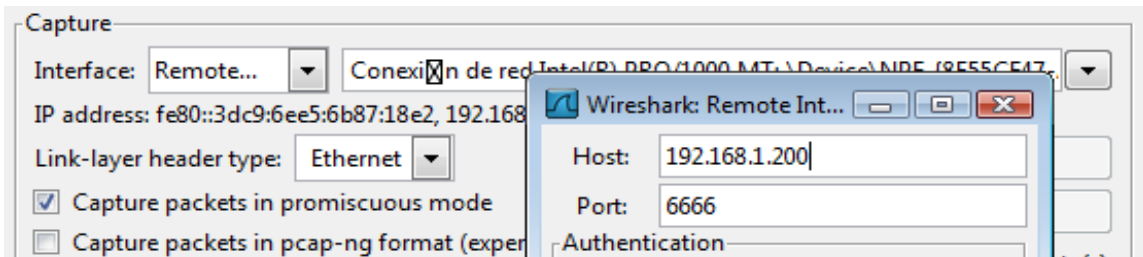 Capture
Interface: Remote... Conexi n de red Intel(R) PRO/1000 MT: \Device\NPF_{8F55CF47-
Wireshark: Remote Int...
IP address: fe80::3dc9:6ee5:6b87:18e2, 192.168
Host: 192.168.1.200
Link-layer header type: Ethernet
Capture packets in promiscuous mode
Port: 6666
Capture packets in pcap-ng format (exper
Authentication